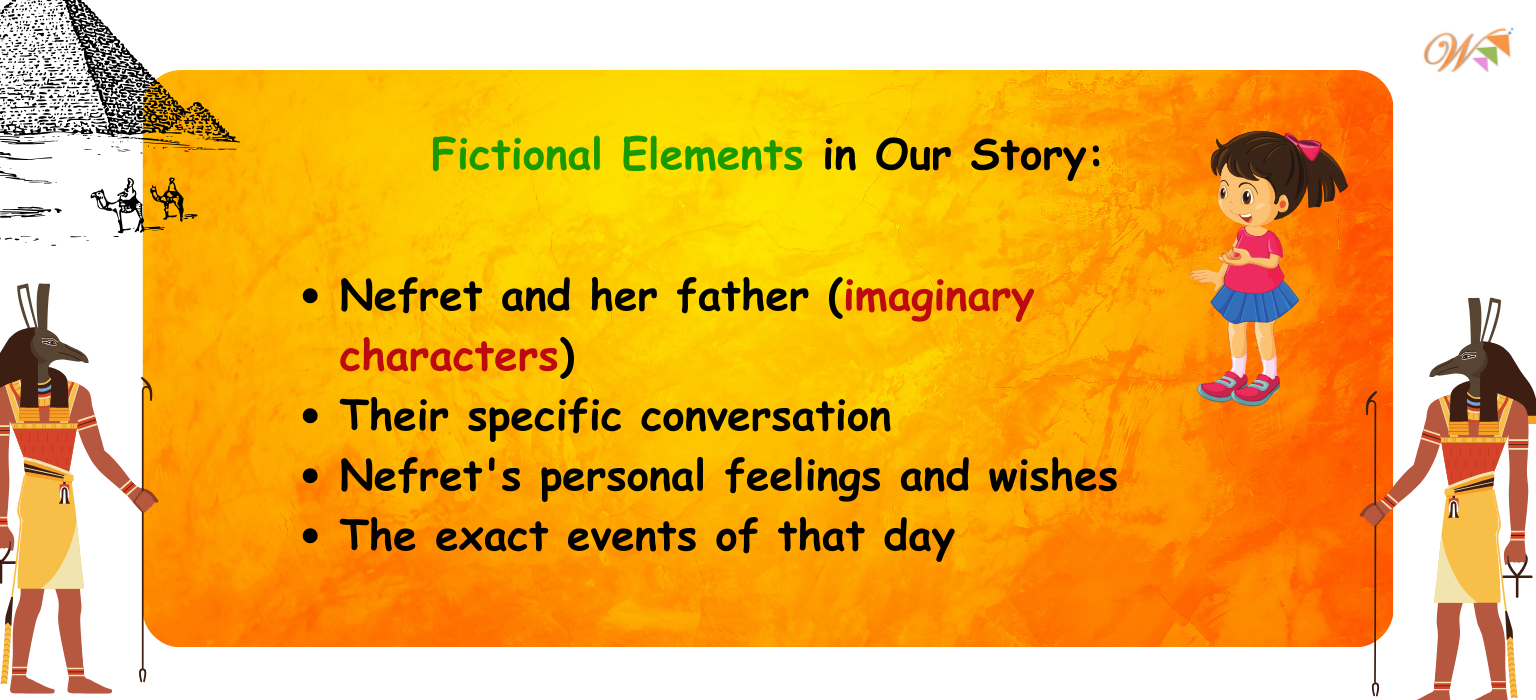 Fictional Elements in Our Story:
• Nefret and her father (imaginary
characters)
• Their specific conversation
• Nefret's personal feelings and wishes
• The exact events of that day